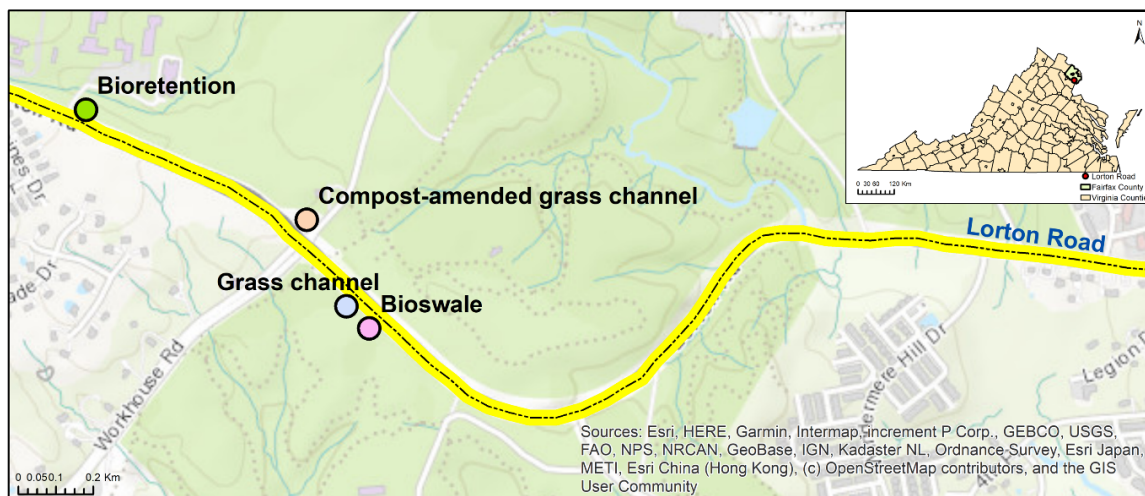 Bioretention
Compost-amended grass channel
Grass channel
Bioswale
Lorton Road
Workhouse Rd
Legion D
Sources: Esri, HERE, Garmin, Intermap, increment P Corp., GEBCO, USGS,
FAO, NPS, NRCAN, GeoBase, IGN, Kadaster NL, Ordnance Survey, Esri Japan,
METI, Esri China (Hong Kong), (c) OpenStreetMap contributors, and the GIS
User Community
0 0.050.1 0.2 Km
N
0 30 60 120 Km
Lorton Road
Fairfax County
Virginia Countie